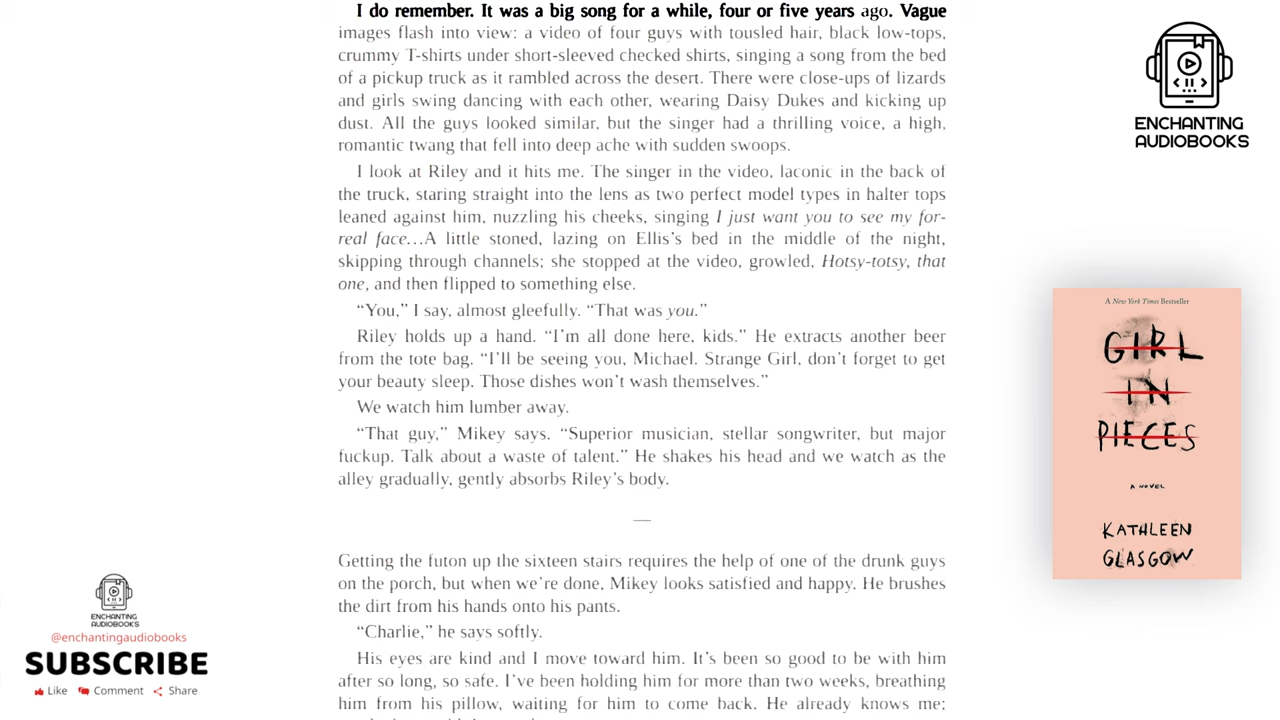 I do remember. It was a big song for a while, four or five years ago. Vague
images flash into view: a video of four guys with tousled hair, black low-tops,
crummy T-shirts under short-sleeved checked shirts, singing a song from the bed
of a pickup truck as it rambled across the desert. There were close-ups of lizards
and girls swing dancing with each other, wearing Daisy Dukes and kicking up
dust. All the guys looked similar, but the singer had a thrilling voice, a high,
romantic twang that fell into deep ache with sudden swoops.
I look at Riley and it hits me. The singer in the video, laconic in the back of
the truck, staring straight into the lens as two perfect model types in halter tops
leaned against him, nuzzling his cheeks, singing I just want you to see my for-
real face…A little stoned, lazing on Ellis’s bed in the middle of the night,
skipping through channels; she stopped at the video, growled, Hotsy-totsy, that
one, and then flipped to something else.
“You,” I say, almost gleefully. “That was you.”
Riley holds up a hand. “I’m all done here, kids.” He extracts another beer
from the tote bag. “I’ll be seeing you, Michael. Strange Girl, don’t forget to get
your beauty sleep. Those dishes won’t wash themselves.”
We watch him lumber away.
“That guy,” Mikey says. “Superior musician, stellar songwriter, but major
fuckup. Talk about a waste of talent.” He shakes his head and we watch as the
alley gradually, gently absorbs Riley’s body.
—
Getting the futon up the sixteen stairs requires the help of one of the drunk guys
on the porch, but when we’re done, Mikey looks satisfied and happy. He brushes
the dirt from his hands onto his pants.
“Charlie,” he says softly.
His eyes are kind and I move toward him. It’s been so good to be with him
after so long, so safe. I’ve been holding him for more than two weeks, breathing
him from his pillow, waiting for him to come back. He already knows me;
ENCHANTING
AUDIOBOOKS
A New York Times Bestseller
GIRL
IN
PIECES
A NOVEL
KATHLEEN
GLASGOW
ENCHANTING
AUDIOBOOKS
@enchantingaudiobooks
SUBSCRIBE
Like Comment Share